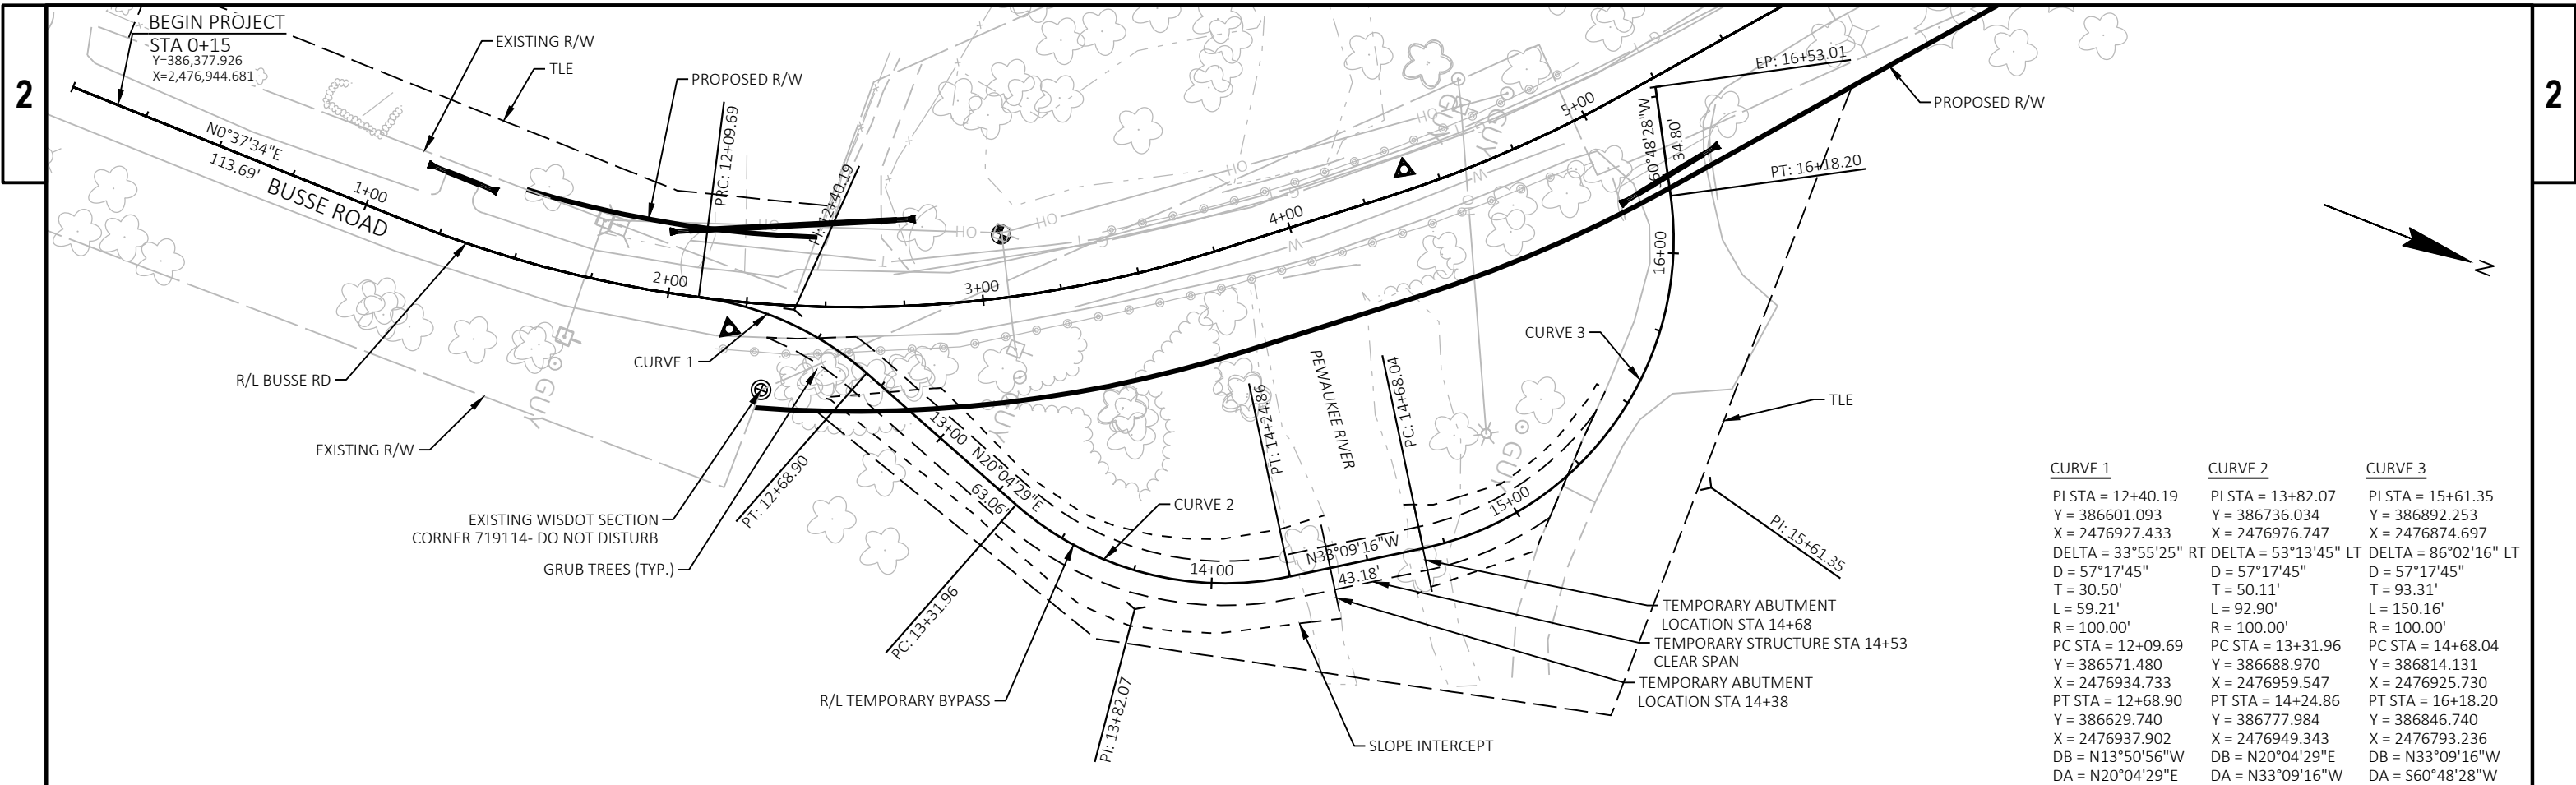 BEGIN PROJECT
STA 0+15
Y=386,377.926
X=2,476,944.681
EXISTING R/W
TLE
PROPOSED R/W
2
2
N0°37'34"E
113.69'
BUSSE ROAD
1+00
2+00
3+00
4+00
5+00
PRC: 12+09.69
PI: 12+40.19
HO
HO
HO
HO
HO
W
W
W
GUY
GUY
GUY
GUY
EP: 16+53.01
PROPOSED R/W
S60°48'28"W
34.80'
PT: 16+18.20
16+00
N
CURVE 1
R/L BUSSE RD
EXISTING R/W
EXISTING WISDOT SECTION
CORNER 719114- DO NOT DISTURB
GRUB TREES (TYP.)
PT: 12+68.90
13+00
N20°04'29"E
63.06'
PC: 13+31.96
CURVE 2
14+00
PT: 14+24.86
PEWAUKEE RIVER
PC: 14+68.04
CURVE 3
N33°09'16"W
43.18'
15+00
TLE
PI: 15+61.35
R/L TEMPORARY BYPASS
PI: 13+82.07
SLOPE INTERCEPT
TEMPORARY ABUTMENT
LOCATION STA 14+68
TEMPORARY STRUCTURE STA 14+53
CLEAR SPAN
TEMPORARY ABUTMENT
LOCATION STA 14+38
CURVE 1
PI STA = 12+40.19
Y = 386601.093
X = 2476927.433
DELTA = 33°55'25" RT
D = 57°17'45"
T = 30.50'
L = 59.21'
R = 100.00'
PC STA = 12+09.69
Y = 386571.480
X = 2476934.733
PT STA = 12+68.90
Y = 386629.740
X = 2476937.902
DB = N13°50'56"W
DA = N20°04'29"E
CURVE 2
PI STA = 13+82.07
Y = 386736.034
X = 2476976.747
DELTA = 53°13'45" LT
D = 57°17'45"
T = 50.11'
L = 92.90'
R = 100.00'
PC STA = 13+31.96
Y = 386688.970
X = 2476959.547
PT STA = 14+24.86
Y = 386777.984
X = 2476949.343
DB = N20°04'29"E
DA = N33°09'16"W
CURVE 3
PI STA = 15+61.35
Y = 386892.253
X = 2476874.697
DELTA = 86°02'16" LT
D = 57°17'45"
T = 93.31'
L = 150.16'
R = 100.00'
PC STA = 14+68.04
Y = 386814.131
X = 2476925.730
PT STA = 16+18.20
Y = 386846.740
X = 2476793.236
DB = N33°09'16"W
DA = S60°48'28"W